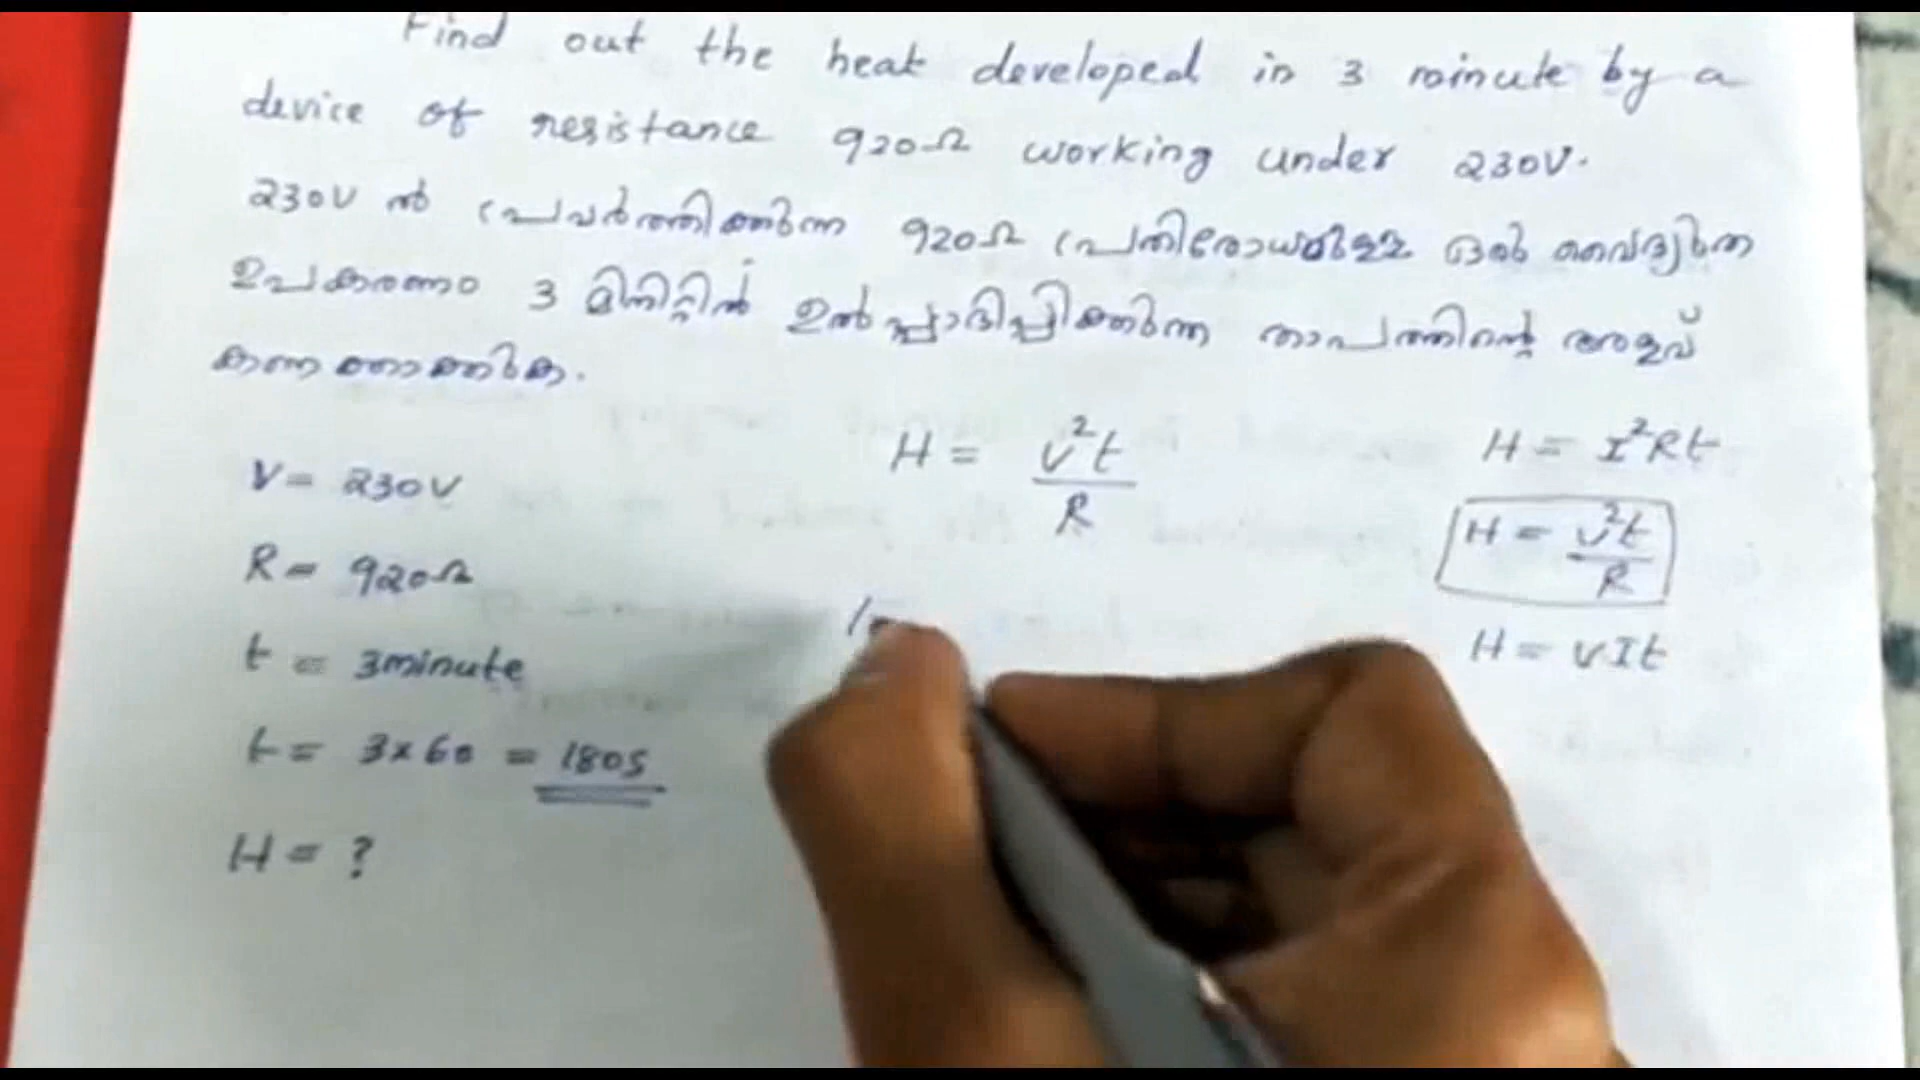 Find out the heat developed in 3 minute by a
device of resistance 920Ω working under 230V.
230V ൽ പ്രവർത്തിക്കുന്ന 920Ω പ്രതിരോധമുള്ള ഒരു വൈദ്യുത
ഉപകരണം 3 മിനിറ്റിൽ ഉൽപ്പാദിപ്പിക്കുന്ന താപത്തിന്റെ അളവ്
കണ്ടെത്തുക.
V = 230V
R = 920Ω
t = 3minute
t = 3×60 = 180s
H = ?
H = V²t/R
H = I²Rt
H = V²t/R
H = VIt